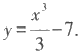 y = x³/3 − 7.